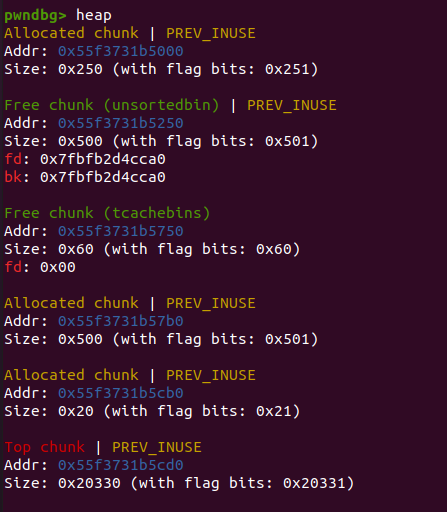 pwndbg> heap
Allocated chunk | PREV_INUSE
Addr: 0x55f3731b5000
Size: 0x250 (with flag bits: 0x251)
Free chunk (unsortedbin) | PREV_INUSE
Addr: 0x55f3731b5250
Size: 0x500 (with flag bits: 0x501)
fd: 0x7fbfb2d4cca0
bk: 0x7fbfb2d4cca0
Free chunk (tcachebins)
Addr: 0x55f3731b5750
Size: 0x60 (with flag bits: 0x60)
fd: 0x00
Allocated chunk | PREV_INUSE
Addr: 0x55f3731b57b0
Size: 0x500 (with flag bits: 0x501)
Allocated chunk | PREV_INUSE
Addr: 0x55f3731b5cb0
Size: 0x20 (with flag bits: 0x21)
Top chunk | PREV_INUSE
Addr: 0x55f3731b5cd0
Size: 0x20330 (with flag bits: 0x20331)